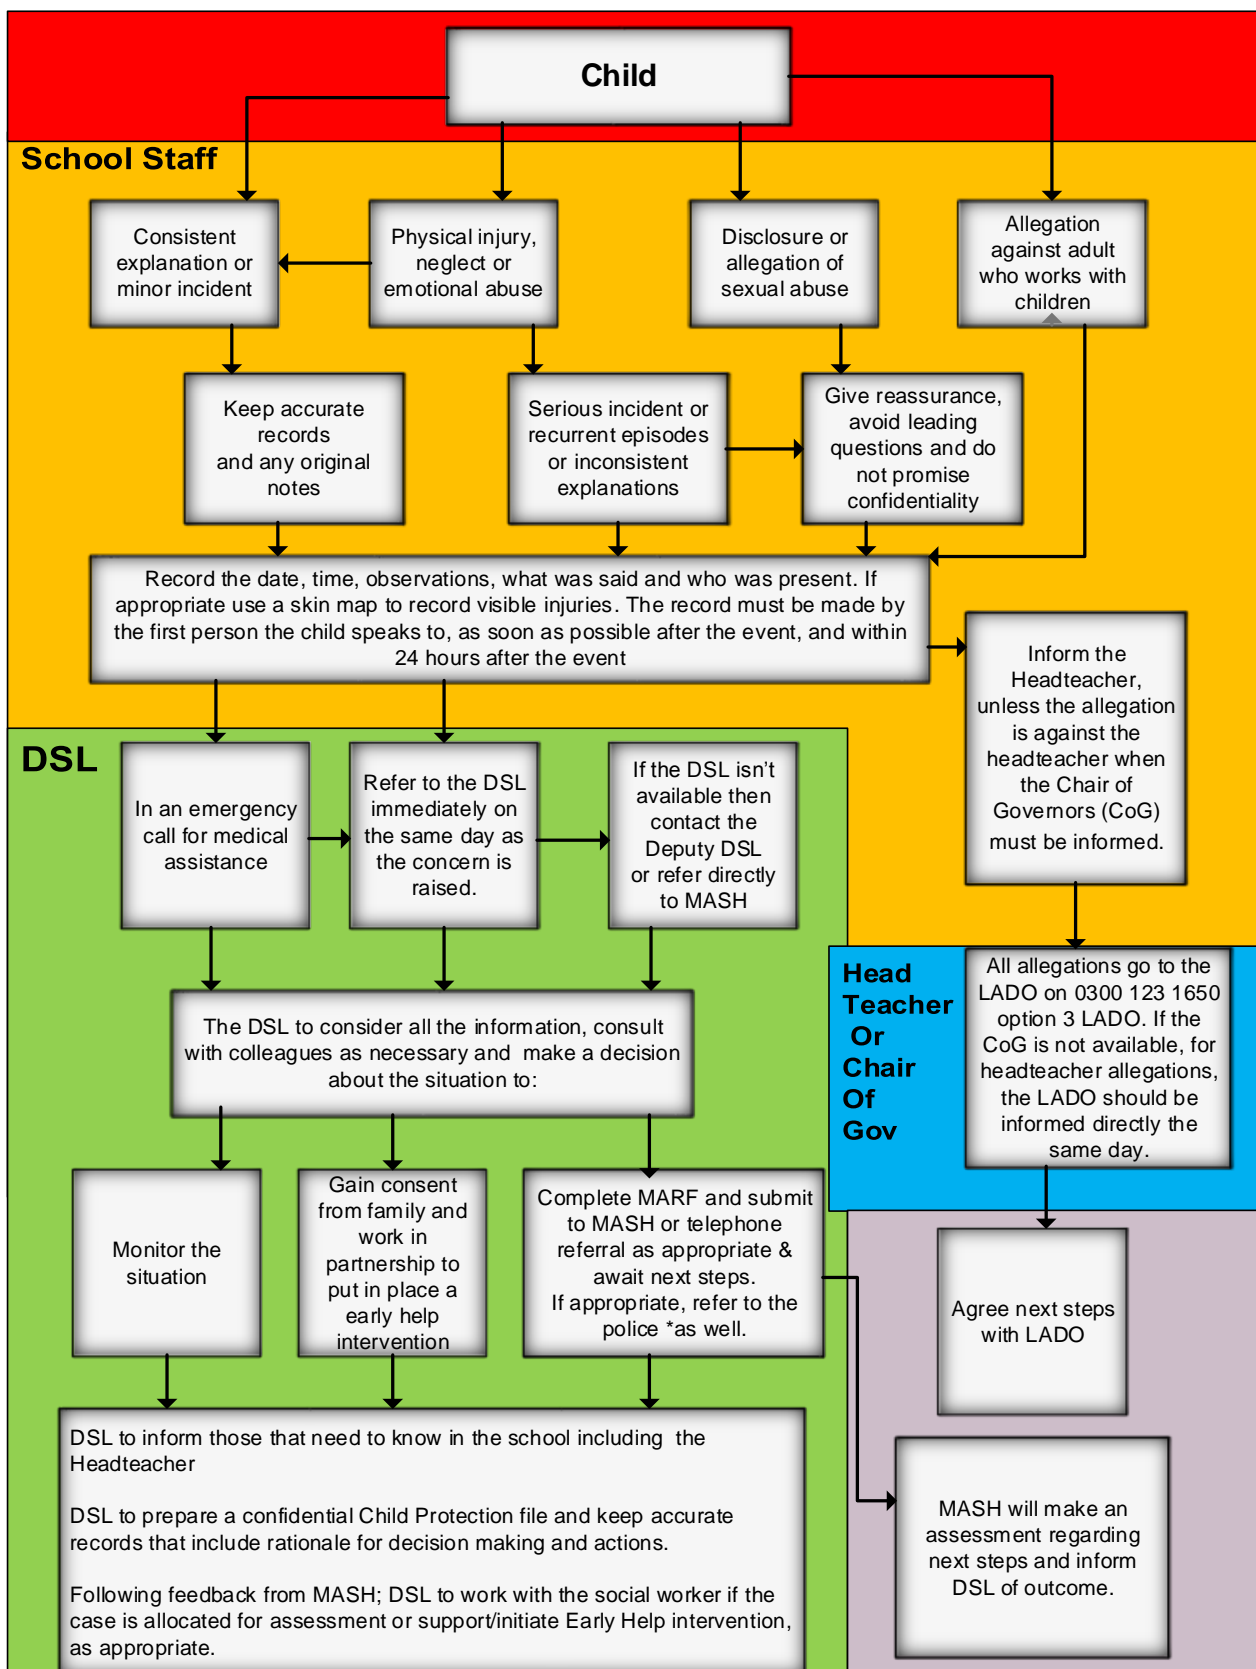 Child
School Staff
Consistent
explanation or
minor incident
Physical injury,
neglect or
emotional abuse
Disclosure or
allegation of
sexual abuse
Allegation
against adult
who works with
children
Keep accurate
records
and any original
notes
Serious incident or
recurrent episodes
or inconsistent
explanations
Give reassurance,
avoid leading
questions and do
not promise
confidentiality
Record the date, time, observations, what was said and who was present. If
appropriate use a skin map to record visible injuries. The record must be made by
the first person the child speaks to, as soon as possible after the event, and within
24 hours after the event
Inform the
Headteacher,
unless the allegation
is against the
headteacher when
the Chair of
Governors (CoG)
must be informed.
DSL
In an emergency
call for medical
assistance
Refer to the DSL
immediately on
the same day as
the concern is
raised.
If the DSL isn't
available then
contact the
Deputy DSL
or refer directly
to MASH
The DSL to consider all the information, consult
with colleagues as necessary and make a decision
about the situation to:
Head
Teacher
Or
Chair
Of
Gov
All allegations go to the
LADO on 0300 123 1650
option 3 LADO. If the
CoG is not available, for
headteacher allegations,
the LADO should be
informed directly the
same day.
Monitor the
situation
Gain consent
from family and
work in
partnership to
put in place a
early help
intervention
Complete MARF and submit
to MASH or telephone
referral as appropriate &
await next steps.
If appropriate, refer to the
police *as well.
Agree next steps
with LADO
DSL to inform those that need to know in the school including the
Headteacher
DSL to prepare a confidential Child Protection file and keep accurate
records that include rationale for decision making and actions.
Following feedback from MASH; DSL to work with the social worker if the
case is allocated for assessment or support/initiate Early Help intervention,
as appropriate.
MASH will make an
assessment regarding
next steps and inform
DSL of outcome.